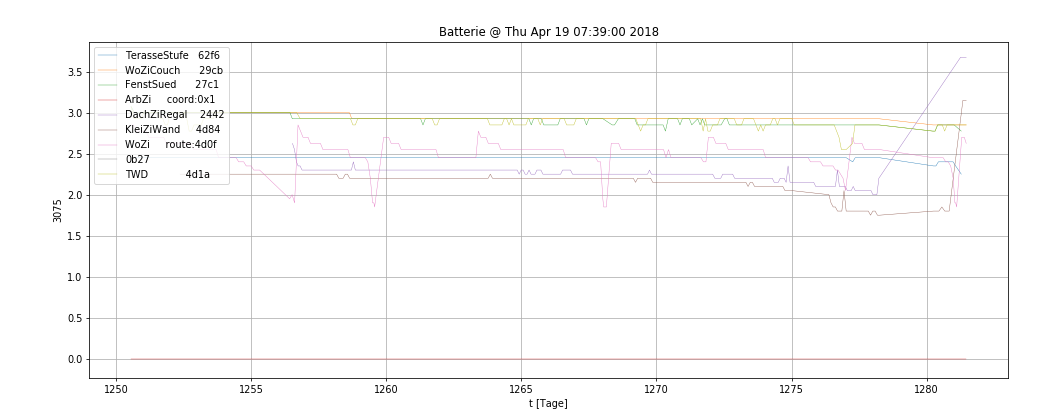 Batterie @ Thu Apr 19 07:39:00 2018
3075
3.5
3.0
2.5
2.0
1.5
1.0
0.5
0.0
TerasseStufe 62f6
WoZiCouch 29cb
FenstSued 27c1
ArbZi coord:0x1
DachZiRegal 2442
KleiZiWand 4d84
WoZi route:4d0f
0b27
TWD 4d1a
1250 1255 1260 1265 1270 1275 1280
t [Tage]